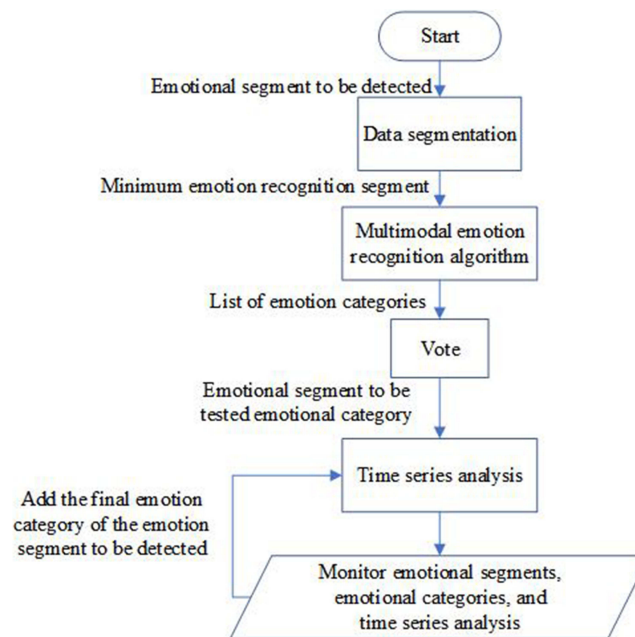 Start
Emotional segment to be detected
Data segmentation
Minimum emotion recognition segment
Multimodal emotion
recognition algorithm
List of emotion categories
Vote
Emotional segment to be
tested emotional category
Time series analysis
Add the final emotion
category of the emotion
segment to be detected
Monitor emotional segments,
emotional categories, and
time series analysis